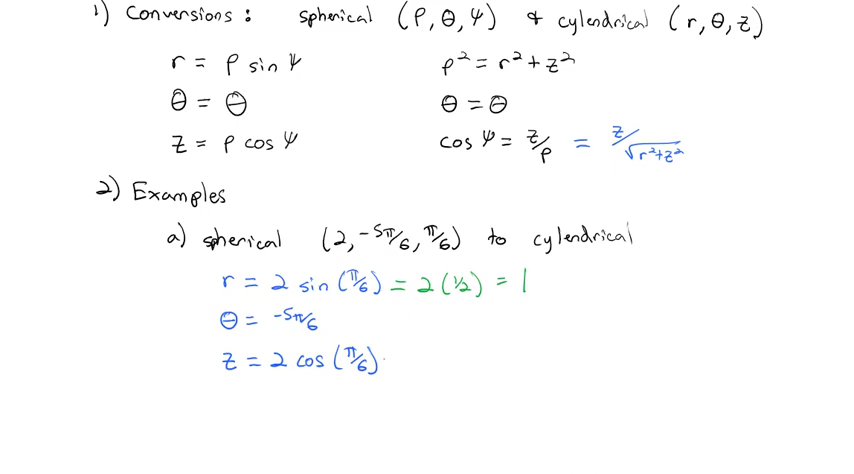 1) Conversions: spherical (ρ, θ, ψ) & cylendrical (r, θ, z)
r = ρ sin ψ ρ² = r² + z²
θ = θ θ = θ
z = ρ cos ψ cos ψ = z/ρ = z/√(r²+z²)
2) Examples
a) spherical (2, -5π/6, π/6) to cylendrical
r = 2 sin (π/6) = 2 (1/2) = 1
θ = -5π/6
z = 2 cos (π/6)